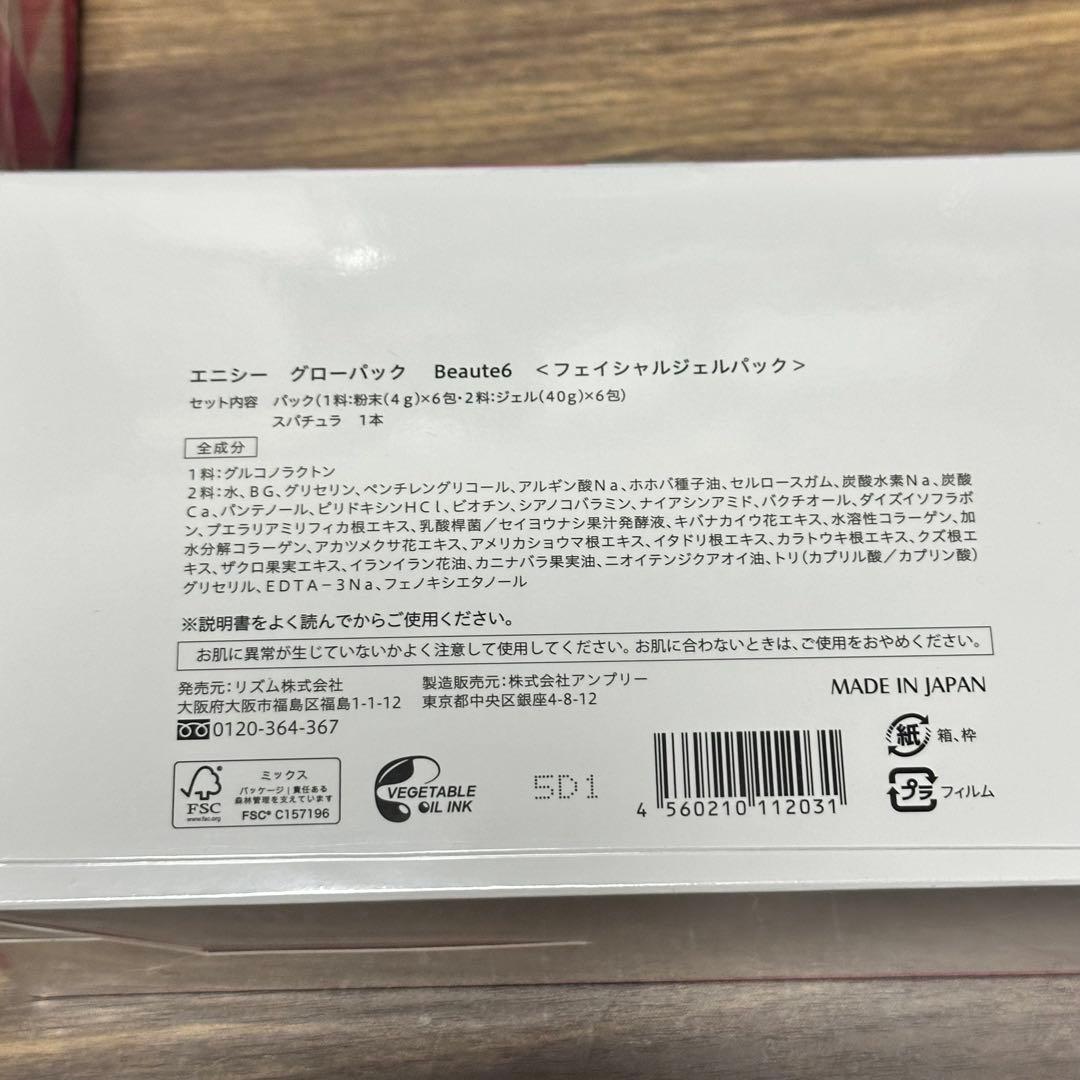 エニシー グローパック Beaute6 <フェイシャルジェルパック>
セット内容 パック(1料:粉末(4g)×6包・2料:ジェル(40g)×6包)
スパチュラ 1本
全成分
1料:グルコノラクトン
2料:水、BG、グリセリン、ペンチレングリコール、アルギン酸Na、ホホバ種子油、セルロースガム、炭酸水素Na、炭酸
Ca、パンテノール、ピリドキシンHCl、ビオチン、シアノコバラミン、ナイアシンアミド、バクチオール、ダイズイソフラボ
ン、プエラリアミリフィカ根エキス、乳酸桿菌/セイヨウナシ果汁発酵液、キバナカイウ花エキス、水溶性コラーゲン、加
水分解コラーゲン、アカツメクサ花エキス、アメリカショウマ根エキス、イタドリ根エキス、カラトウキ根エキス、クズ根エ
キス、ザクロ果実エキス、イランイラン花油、カニナバラ果実油、ニオイテンジクアオイ油、トリ(カプリル酸/カプリン酸)
グリセリル、EDTA-3Na、フェノキシエタノール
※説明書をよく読んでからご使用ください。
お肌に異常が生じていないかよく注意して使用してください。お肌に合わないときは、ご使用をおやめください。
発売元:リズム株式会社
大阪府大阪市福島区福島1-1-12
0120-364-367
製造販売元:株式会社アンプリー
東京都中央区銀座4-8-12
MADE IN JAPAN
紙 箱、枠
プラ フィルム
FSC
www.fsc.org
ミックス
パッケージ|責任ある
森林管理を支えています
FSC® C157196
VEGETABLE
OIL INK
5D1
4 560210 112031